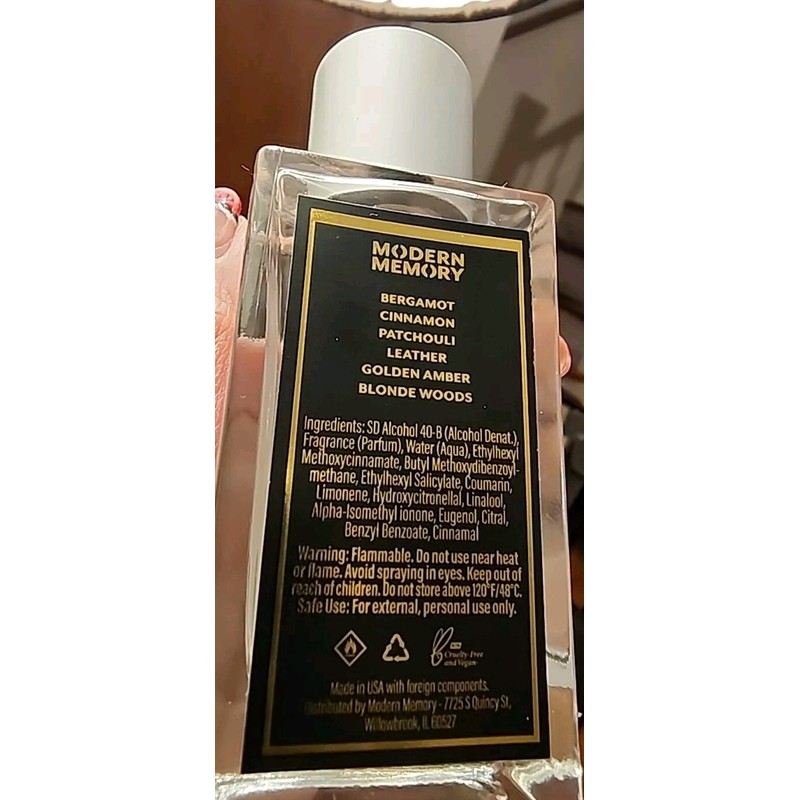 MODERN
MEMORY
BERGAMOT
CINNAMON
PATCHOULI
LEATHER
GOLDEN AMBER
BLONDE WOODS
Ingredients: SD Alcohol 40-B (Alcohol Denat.),
Fragrance (Parfum), Water (Aqua), Ethylhexyl
Methoxycinnamate, Butyl Methoxydibenzoyl-
methane, Ethylhexyl Salicylate, Coumarin,
Limonene, Hydroxycitronellal, Linalool,
Alpha-Isomethyl ionone, Eugenol, Citral,
Benzyl Benzoate, Cinnamal
Warning: Flammable. Do not use near heat
or flame. Avoid spraying in eyes. Keep out of
reach of children. Do not store above 120°F/48°C.
Safe Use: For external, personal use only.
Cruelty-Free
and Vegan
Made in USA with foreign components.
Distributed by Modern Memory - 7725 S Quincy St,
Willowbrook, IL 60527